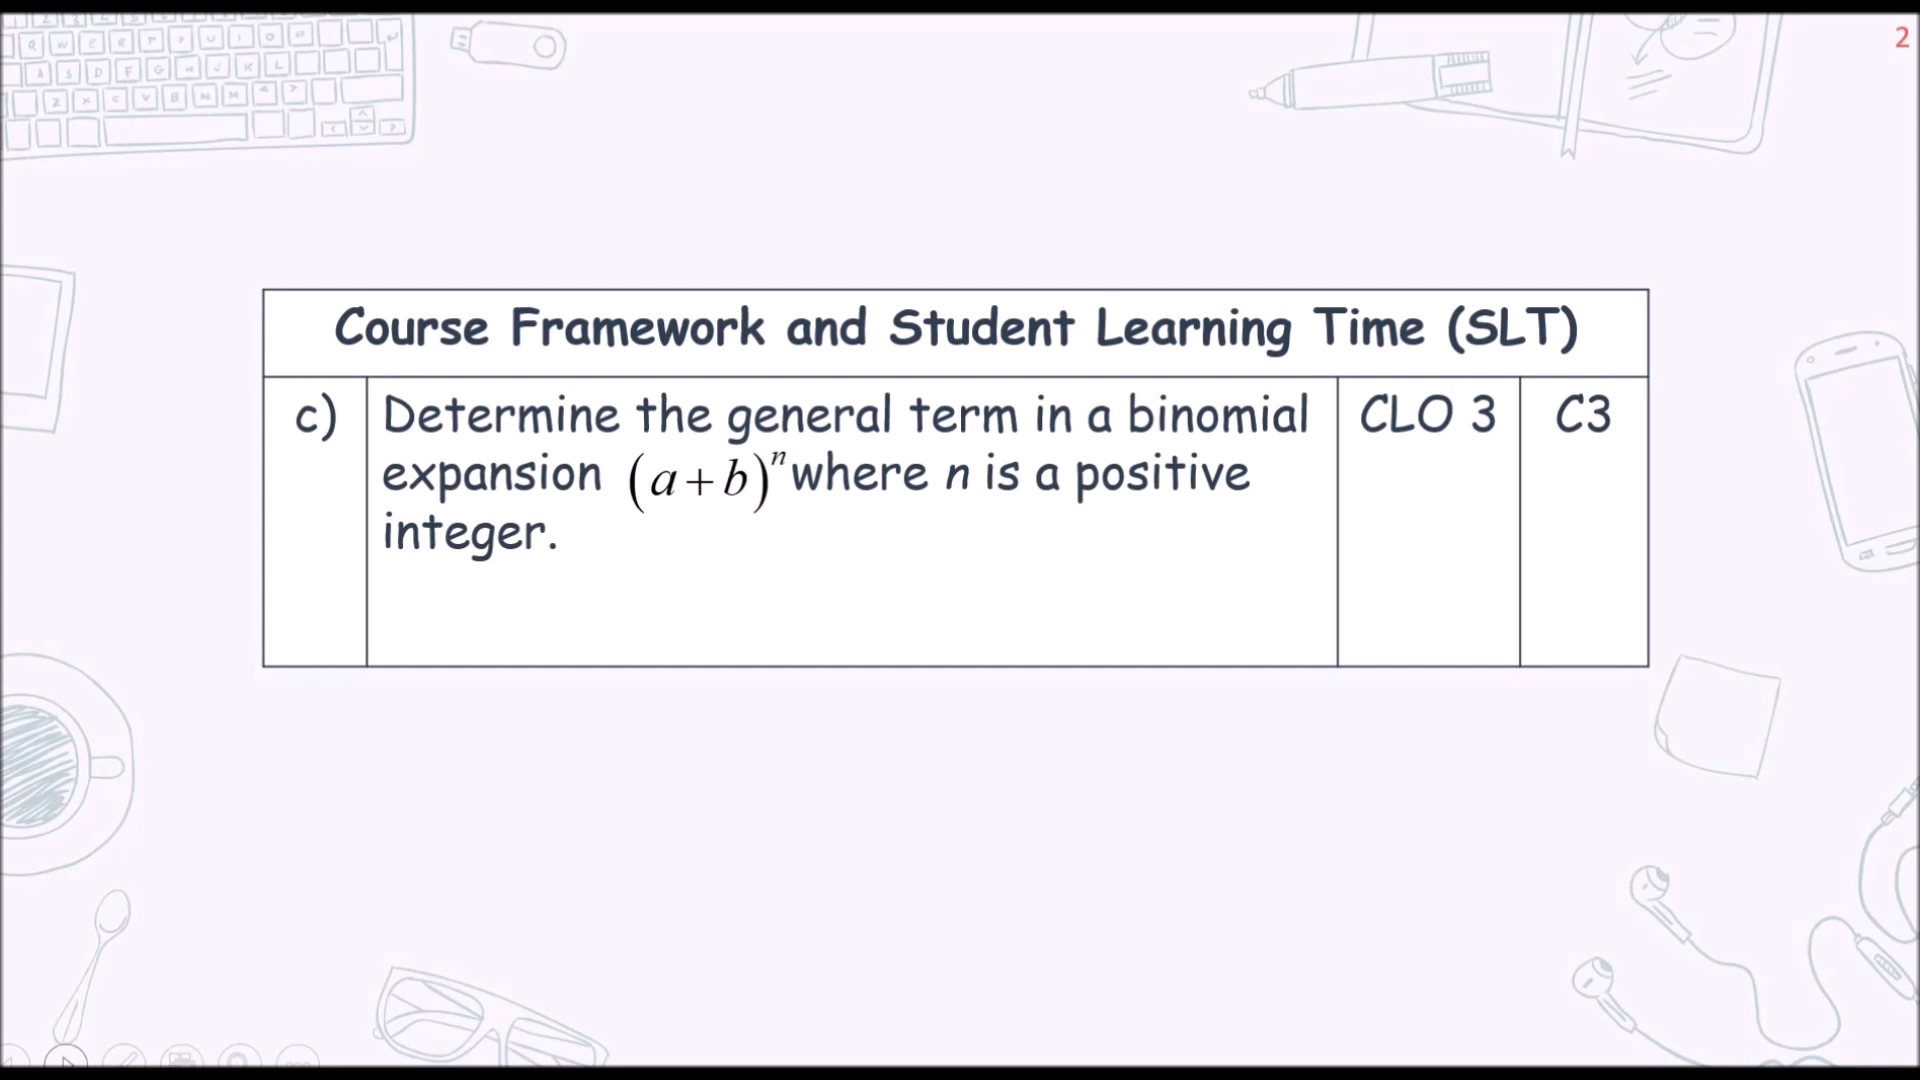 2
Course Framework and Student Learning Time (SLT)
c) Determine the general term in a binomial CLO 3 C3
expansion (a+b)ⁿ where n is a positive
integer.